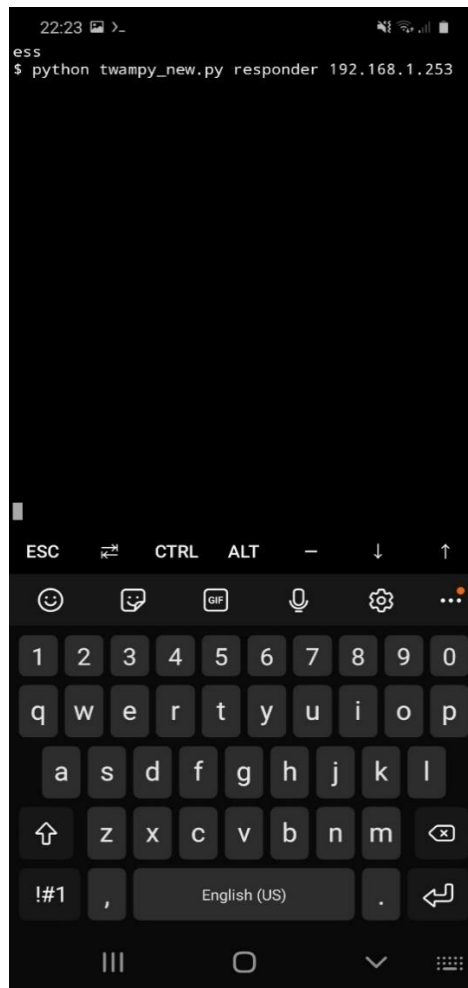 22:23 >_
ess
$ python twampy_new.py responder 192.168.1.253
ESC CTRL ALT – ↓ ↑
GIF
1 2 3 4 5 6 7 8 9 0
q w e r t y u i o p
a s d f g h j k l
z x c v b n m
!#1 , English (US) .